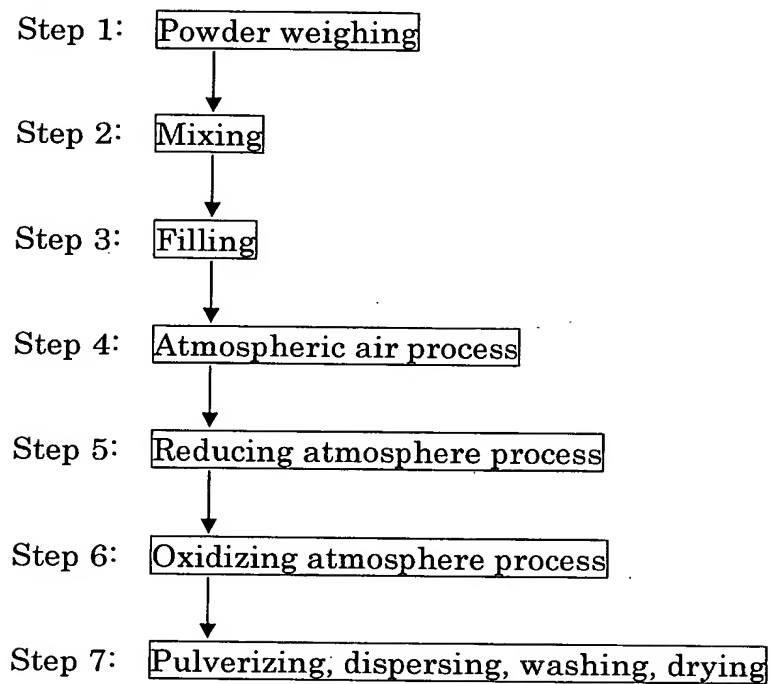 Step 1: Powder weighing
Step 2: Mixing
Step 3: Filling
Step 4: Atmospheric air process
Step 5: Reducing atmosphere process
Step 6: Oxidizing atmosphere process
Step 7: Pulverizing, dispersing, washing, drying